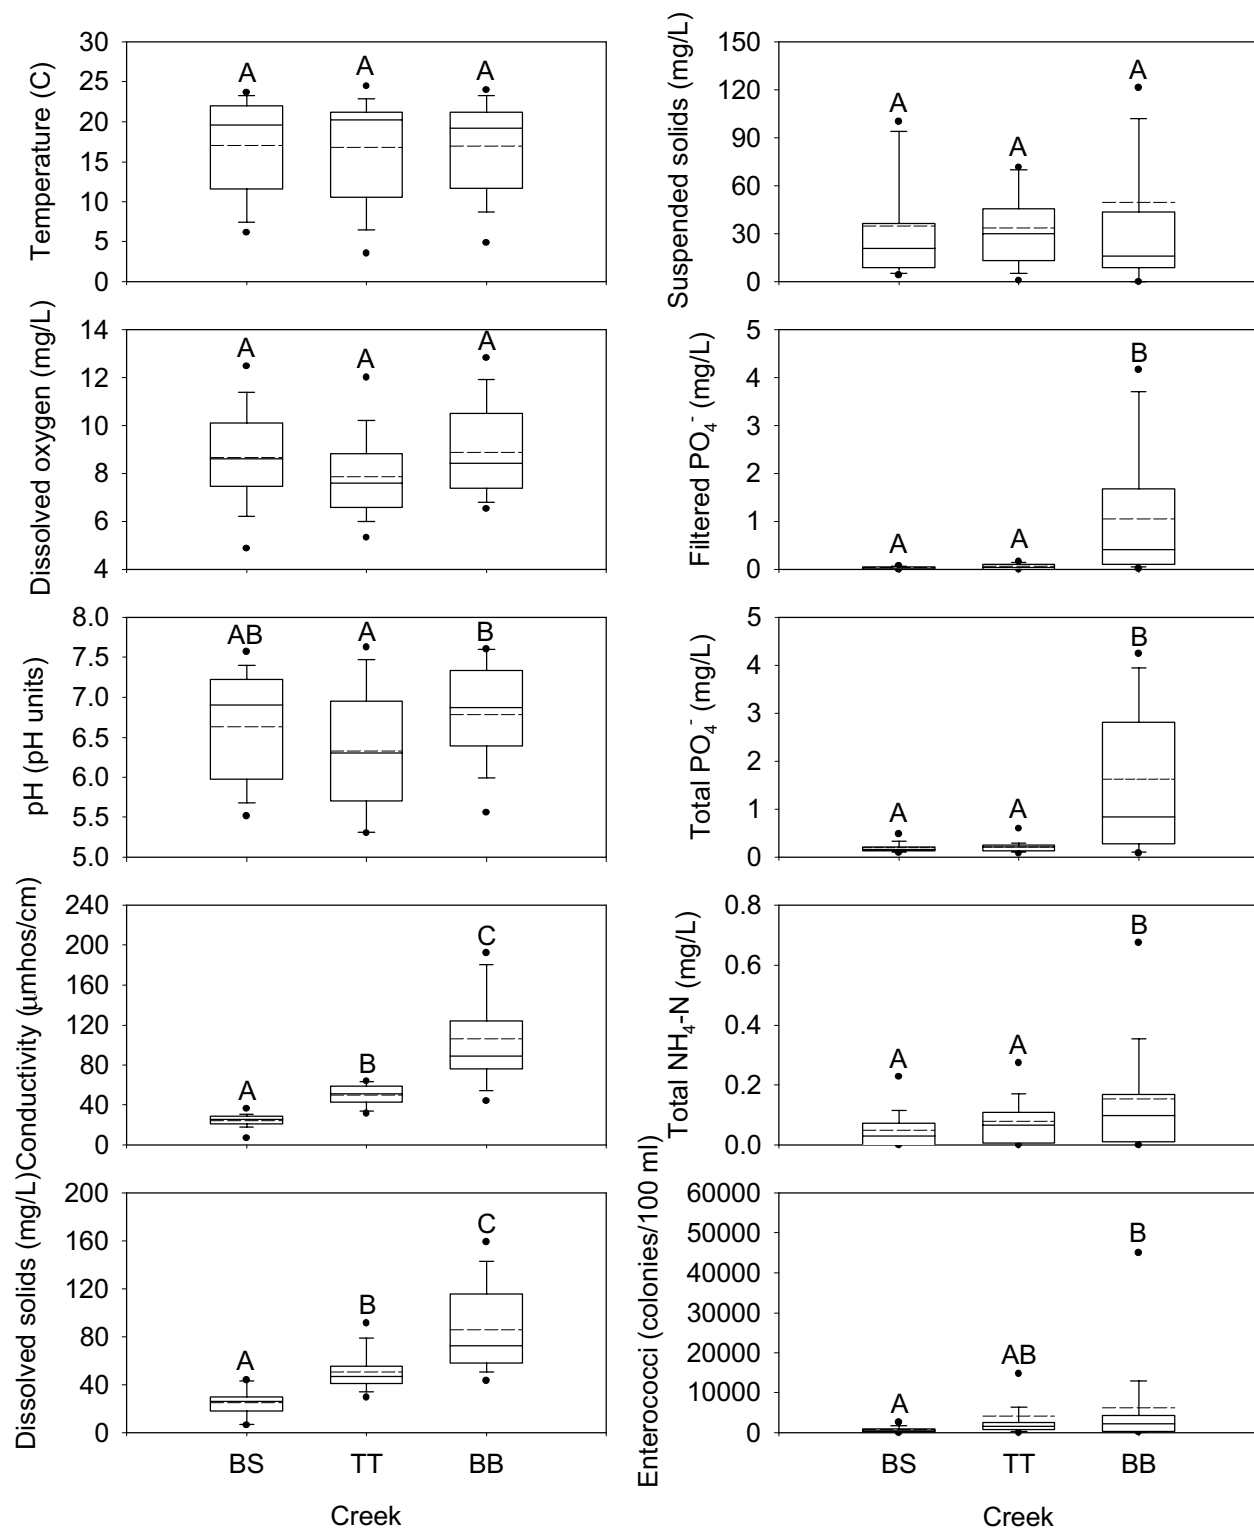 Temperature (C)
30
25
20
15
10
5
0
A A A
Suspended solids (mg/L)
150
120
90
60
30
0
A A A
Dissolved oxygen (mg/L)
14
12
10
8
6
4
A A A
Filtered PO₄⁻ (mg/L)
5
4
3
2
1
0
A A B
pH (pH units)
8.0
7.5
7.0
6.5
6.0
5.5
5.0
AB A B
Total PO₄⁻ (mg/L)
5
4
3
2
1
0
A A B
Conductivity (μmhos/cm)
240
200
160
120
80
40
0
A B C
Total NH₄-N (mg/L)
0.8
0.6
0.4
0.2
0.0
A A B
Dissolved solids (mg/L)
200
160
120
80
40
0
A B C
BS TT BB
Creek
Enterococci (colonies/100 ml)
60000
50000
40000
30000
20000
10000
0
A AB B
BS TT BB
Creek